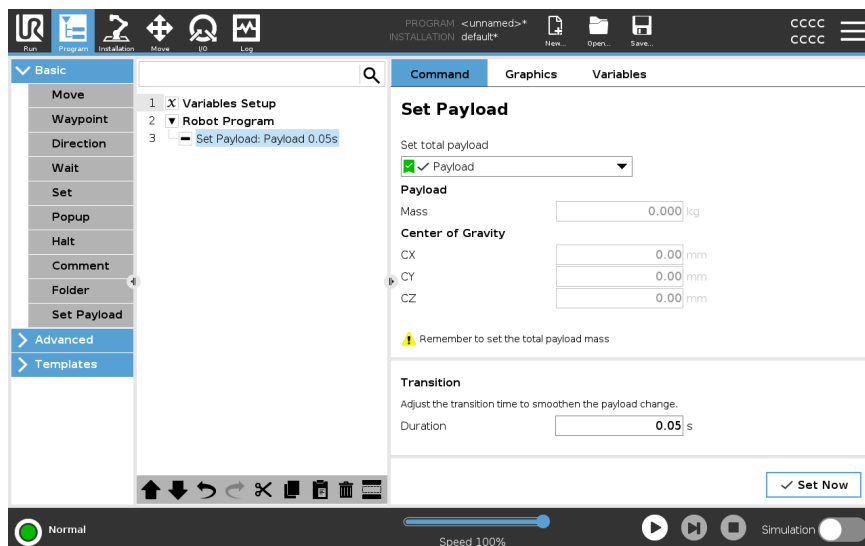 UR
PROGRAM <unnamed>*
INSTALLATION default*
Run
Program
Installation
Move
I/O
Log
New...
Open...
Save...
CCCC
CCCC
Basic
Move
Waypoint
Direction
Wait
Set
Popup
Halt
Comment
Folder
Set Payload
Advanced
Templates
1 X Variables Setup
2 Robot Program
3 Set Payload: Payload 0.05s
Command Graphics Variables
Set Payload
Set total payload
Payload
Payload
Mass 0.000 kg
Center of Gravity
CX 0.00 mm
CY 0.00 mm
CZ 0.00 mm
Remember to set the total payload mass
Transition
Adjust the transition time to smoothen the payload change.
Duration 0.05 s
Set Now
Normal
Speed 100%
Simulation